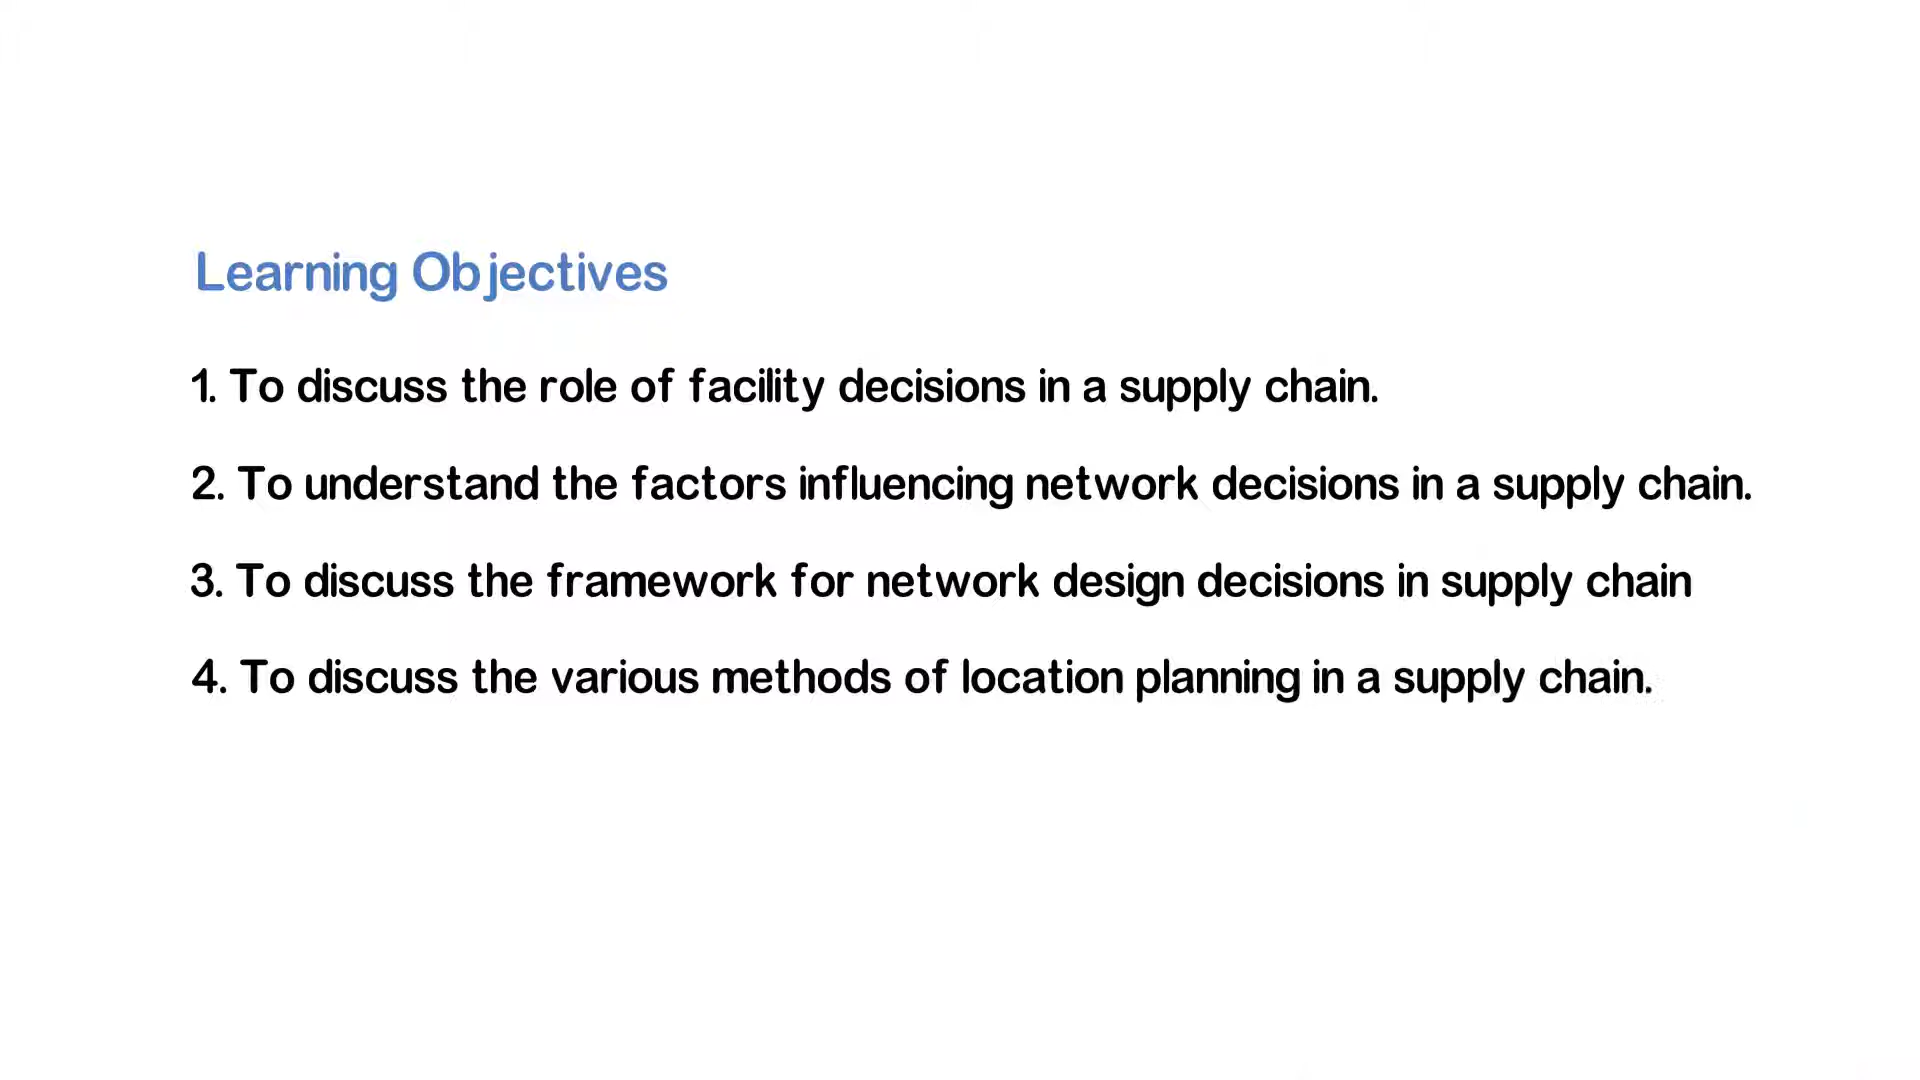 Learning Objectives
1. To discuss the role of facility decisions in a supply chain.
2. To understand the factors influencing network decisions in a supply chain.
3. To discuss the framework for network design decisions in supply chain
4. To discuss the various methods of location planning in a supply chain.